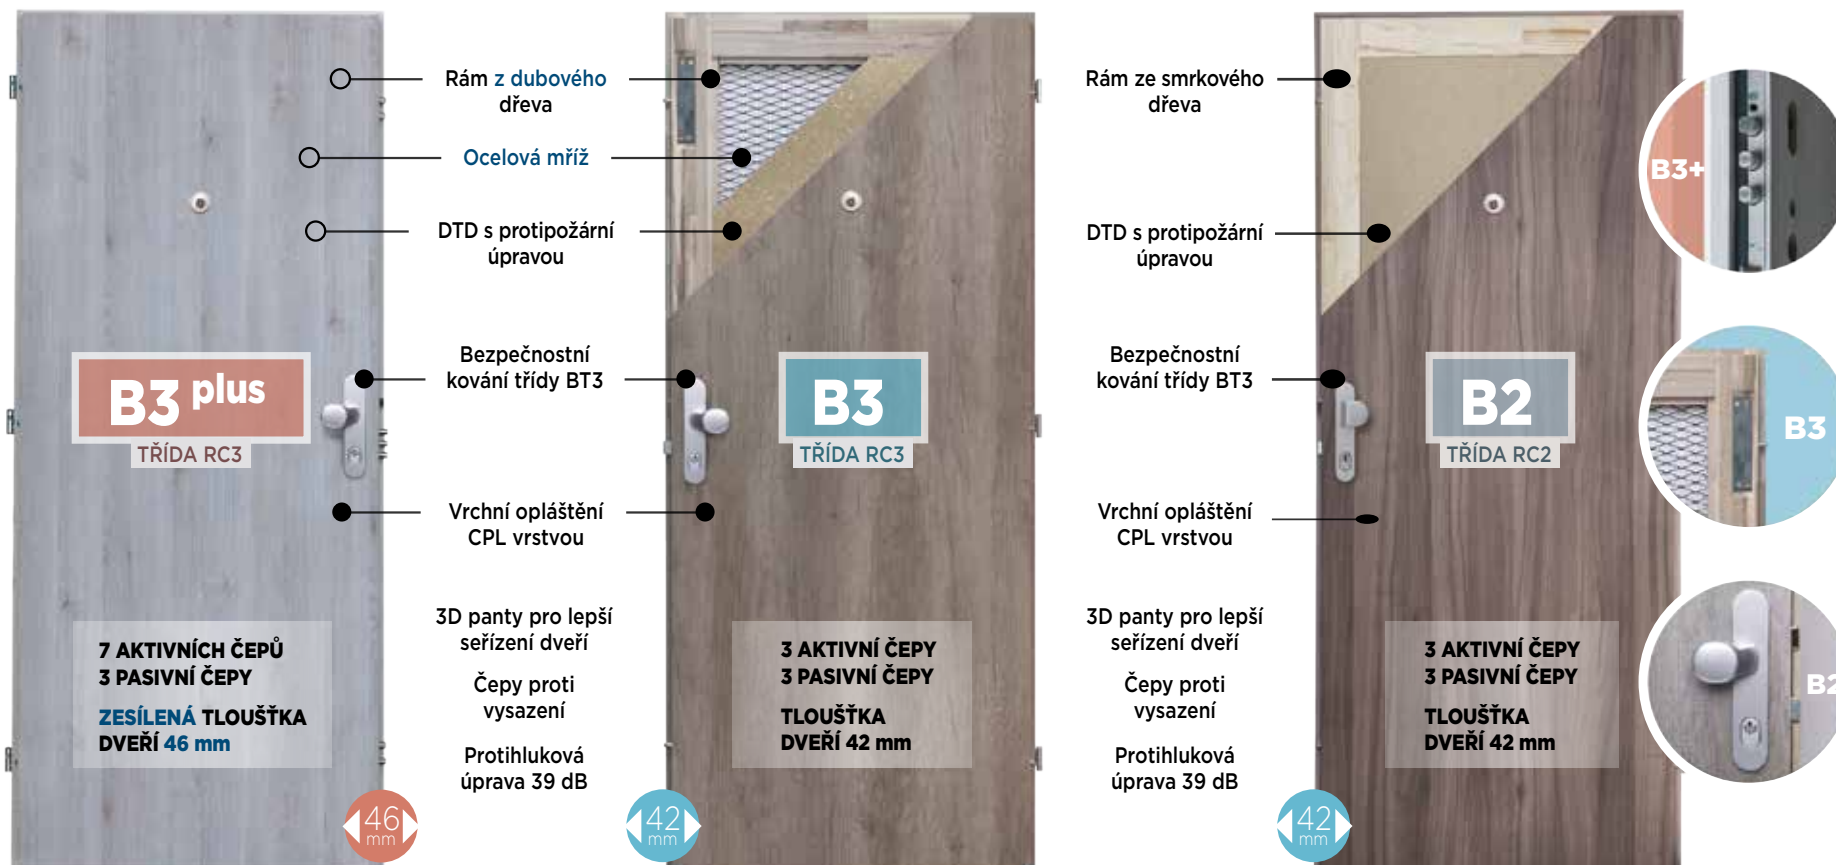 Rám z dubového
dřeva
Ocelová mříž
DTD s protipožární
úpravou
Bezpečnostní
kování třídy BT3
Vrchní opláštění
CPL vrstvou
3D panty pro lepší
seřízení dveří
Čepy proti
vysazení
Protihluková
úprava 39 dB
B3 plus
TŘÍDA RC3
7 AKTIVNÍCH ČEPŮ
3 PASIVNÍ ČEPY
ZESÍLENÁ TLOUŠŤKA
DVEŘÍ 46 mm
46
mm
B3
TŘÍDA RC3
3 AKTIVNÍ ČEPY
3 PASIVNÍ ČEPY
TLOUŠŤKA
DVEŘÍ 42 mm
42
mm
Rám ze smrkového
dřeva
DTD s protipožární
úpravou
Bezpečnostní
kování třídy BT3
Vrchní opláštění
CPL vrstvou
3D panty pro lepší
seřízení dveří
Čepy proti
vysazení
Protihluková
úprava 39 dB
B2
TŘÍDA RC2
3 AKTIVNÍ ČEPY
3 PASIVNÍ ČEPY
TLOUŠŤKA
DVEŘÍ 42 mm
42
mm
B3+
B3
B2